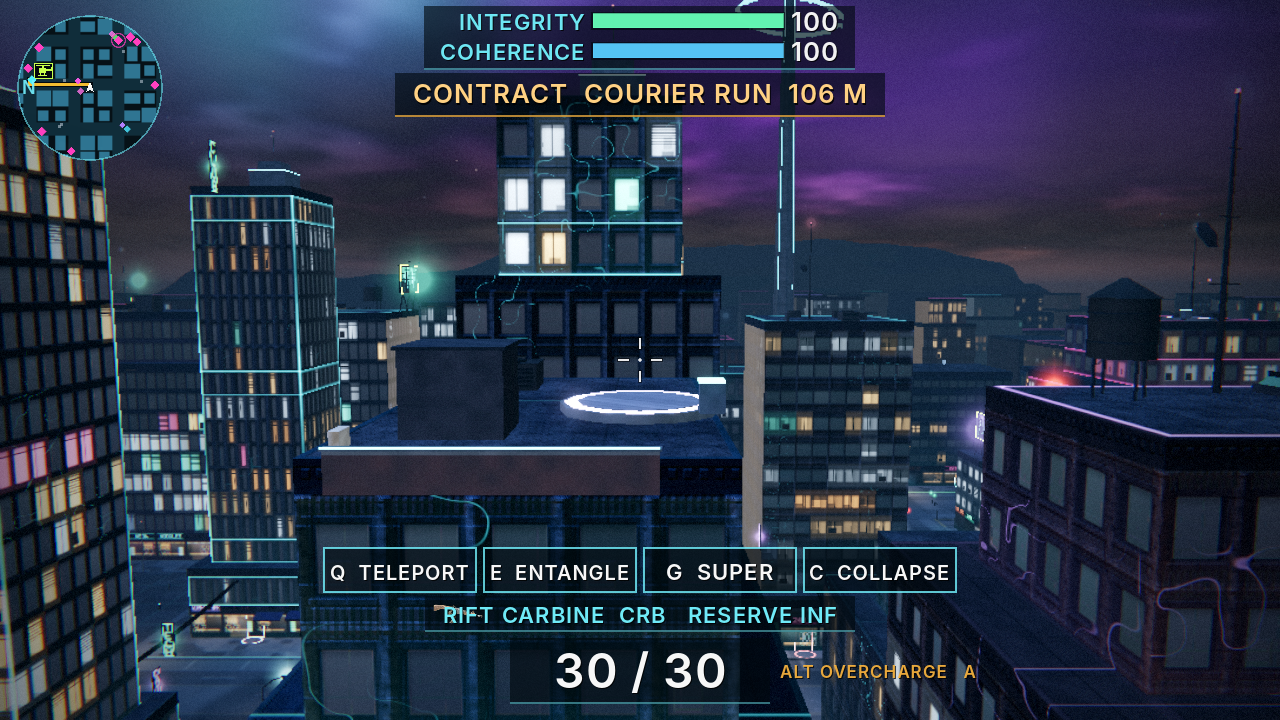 INTEGRITY 100
COHERENCE 100
CONTRACT COURIER RUN 106 M
N
Q TELEPORT E ENTANGLE G SUPER C COLLAPSE
RIFT CARBINE CRB RESERVE INF
30 / 30
ALT OVERCHARGE A